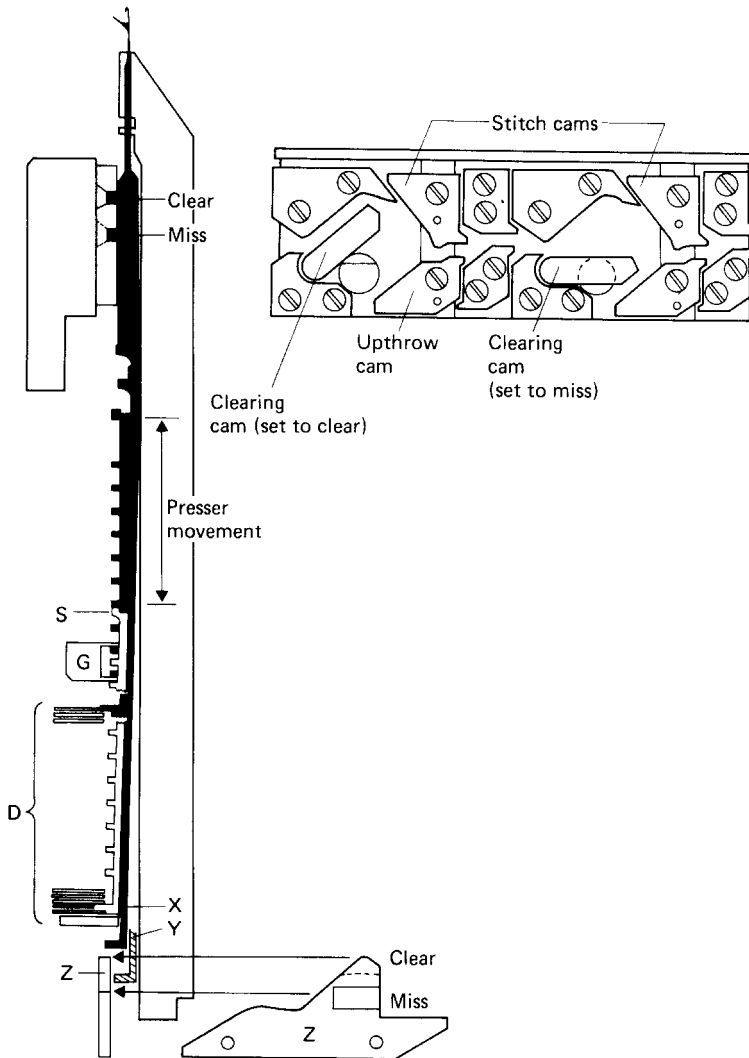 Stitch cams
Clear
Miss
Upthrow
cam
Clearing
cam
(set to miss)
Clearing
cam (set to clear)
Presser
movement
S
G
D
X
Y
Z
Clear
Miss
Z